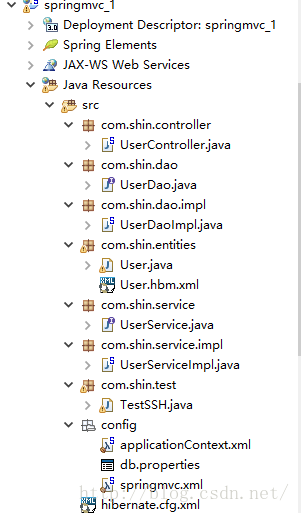 springmvc_1
Deployment Descriptor: springmvc_1
Spring Elements
JAX-WS Web Services
Java Resources
src
com.shin.controller
UserController.java
com.shin.dao
UserDao.java
com.shin.dao.impl
UserDaoImpl.java
com.shin.entities
User.java
User.hbm.xml
com.shin.service
UserService.java
com.shin.service.impl
UserServiceImpl.java
com.shin.test
TestSSH.java
config
applicationContext.xml
db.properties
springmvc.xml
http://blog.csdn.net/
hibernate.cfg.xml